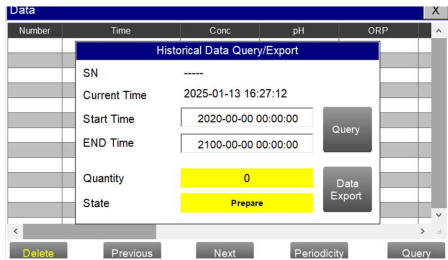 Data X
Number Time Conc pH ORP
Historical Data Query/Export
SN -----
Current Time 2025-01-13 16:27:12
Start Time 2020-00-00 00:00:00
Query
END Time 2100-00-00 00:00:00
Quantity 0
Data
Export
State Prepare
Delete Previous Next Periodicity Query